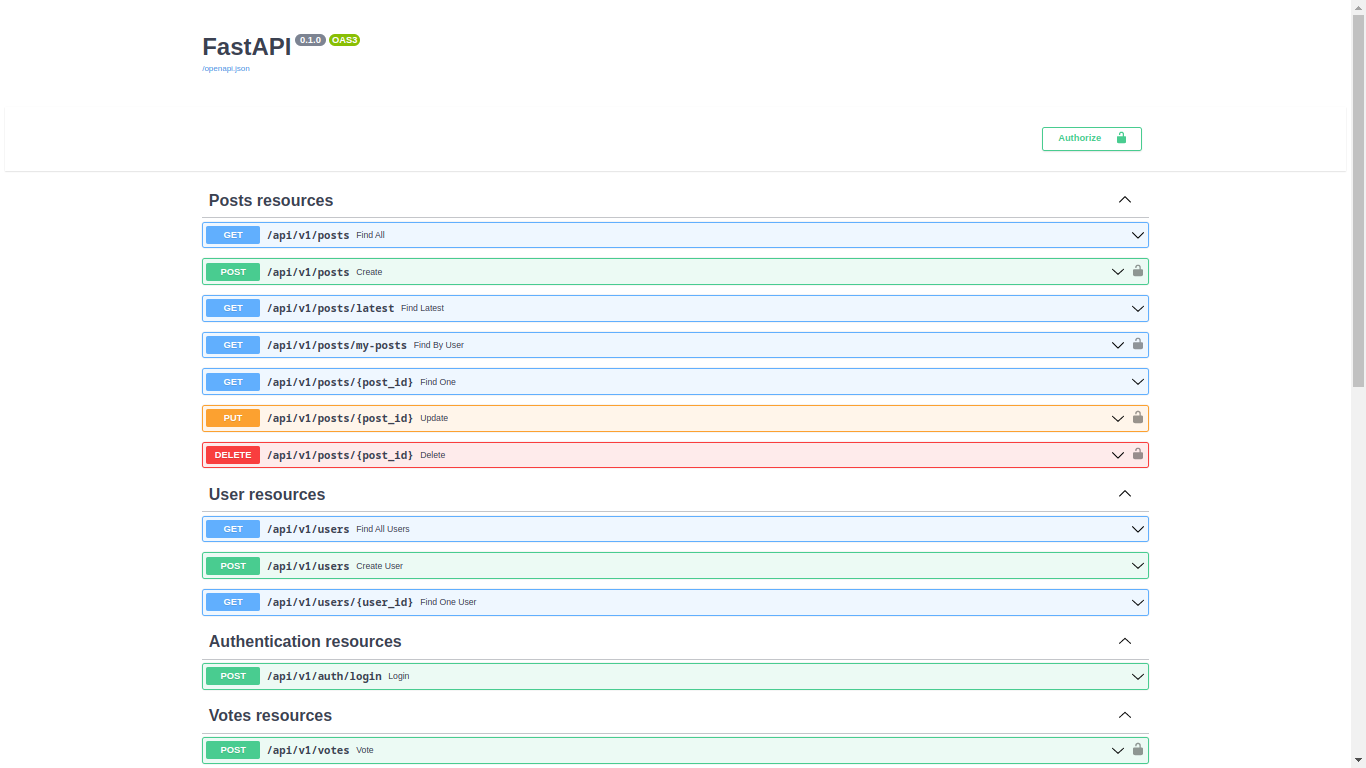 FastAPI 0.1.0 OAS3
/openapi.json
Authorize
Posts resources
GET /api/v1/posts Find All
POST /api/v1/posts Create
GET /api/v1/posts/latest Find Latest
GET /api/v1/posts/my-posts Find By User
GET /api/v1/posts/{post_id} Find One
PUT /api/v1/posts/{post_id} Update
DELETE /api/v1/posts/{post_id} Delete
User resources
GET /api/v1/users Find All Users
POST /api/v1/users Create User
GET /api/v1/users/{user_id} Find One User
Authentication resources
POST /api/v1/auth/login Login
Votes resources
POST /api/v1/votes Vote